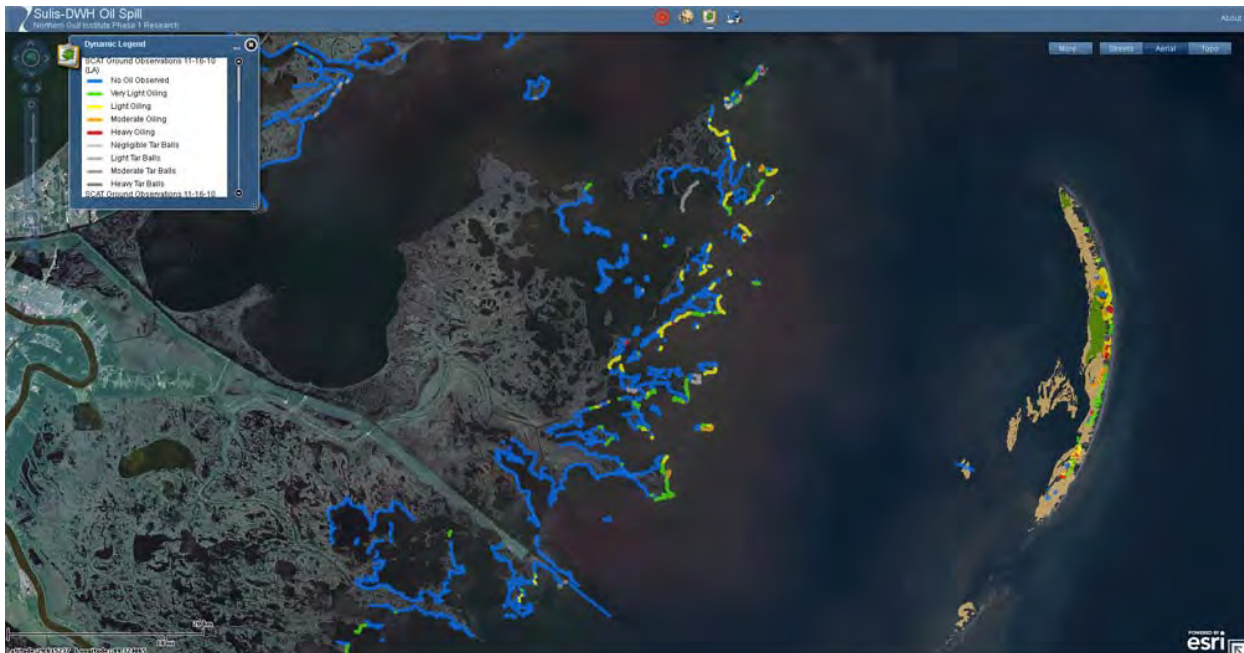 Sulis-DWH Oil Spill
Northern Gulf Institute Phase 1 Research
About
Dynamic Legend
More...
Streets
Aerial
Topo
SCAT Ground Observations 11-16-10
(LA)
No Oil Observed
Very Light Oiling
Light Oiling
Moderate Oiling
Heavy Oiling
Negligible Tar Balls
Light Tar Balls
Moderate Tar Balls
Heavy Tar Balls
SCAT Ground Observations 11-16-10
POWERED BY
esri